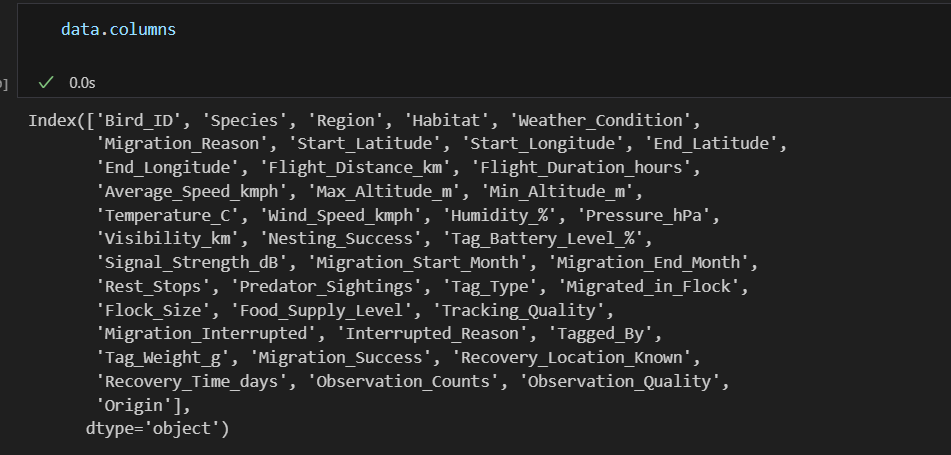 data.columns
]
0.0s
Index(['Bird_ID', 'Species', 'Region', 'Habitat', 'Weather_Condition',
'Migration_Reason', 'Start_Latitude', 'Start_Longitude', 'End_Latitude',
'End_Longitude', 'Flight_Distance_km', 'Flight_Duration_hours',
'Average_Speed_kmph', 'Max_Altitude_m', 'Min_Altitude_m',
'Temperature_C', 'Wind_Speed_kmph', 'Humidity_%', 'Pressure_hPa',
'Visibility_km', 'Nesting_Success', 'Tag_Battery_Level_%',
'Signal_Strength_dB', 'Migration_Start_Month', 'Migration_End_Month',
'Rest_Stops', 'Predator_Sightings', 'Tag_Type', 'Migrated_in_Flock',
'Flock_Size', 'Food_Supply_Level', 'Tracking_Quality',
'Migration_Interrupted', 'Interrupted_Reason', 'Tagged_By',
'Tag_Weight_g', 'Migration_Success', 'Recovery_Location_Known',
'Recovery_Time_days', 'Observation_Counts', 'Observation_Quality',
'Origin'],
dtype='object')